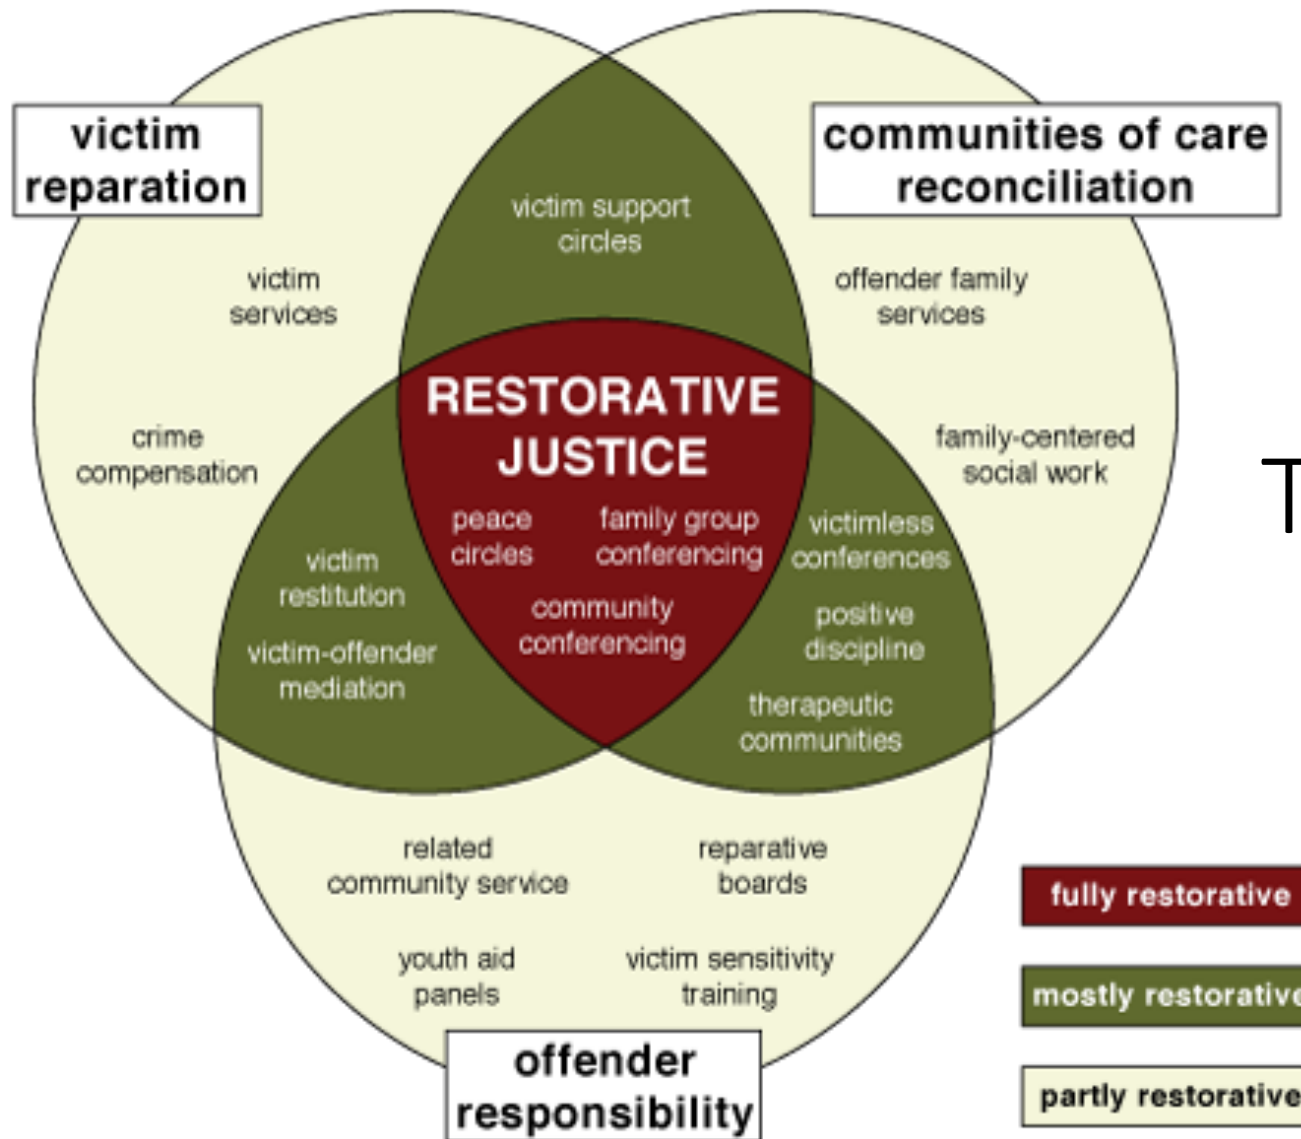 victim
reparation
communities of care
reconciliation
victim support
circles
victim
services
offender family
services
RESTORATIVE
JUSTICE
crime
compensation
family-centered
social work
T
peace
circles
family group
conferencing
victimless
conferences
victim
restitution
community
conferencing
positive
discipline
victim-offender
mediation
therapeutic
communities
related
community service
reparative
boards
youth aid
panels
victim sensitivity
training
offender
responsibility
fully restorative
mostly restorative
partly restorative